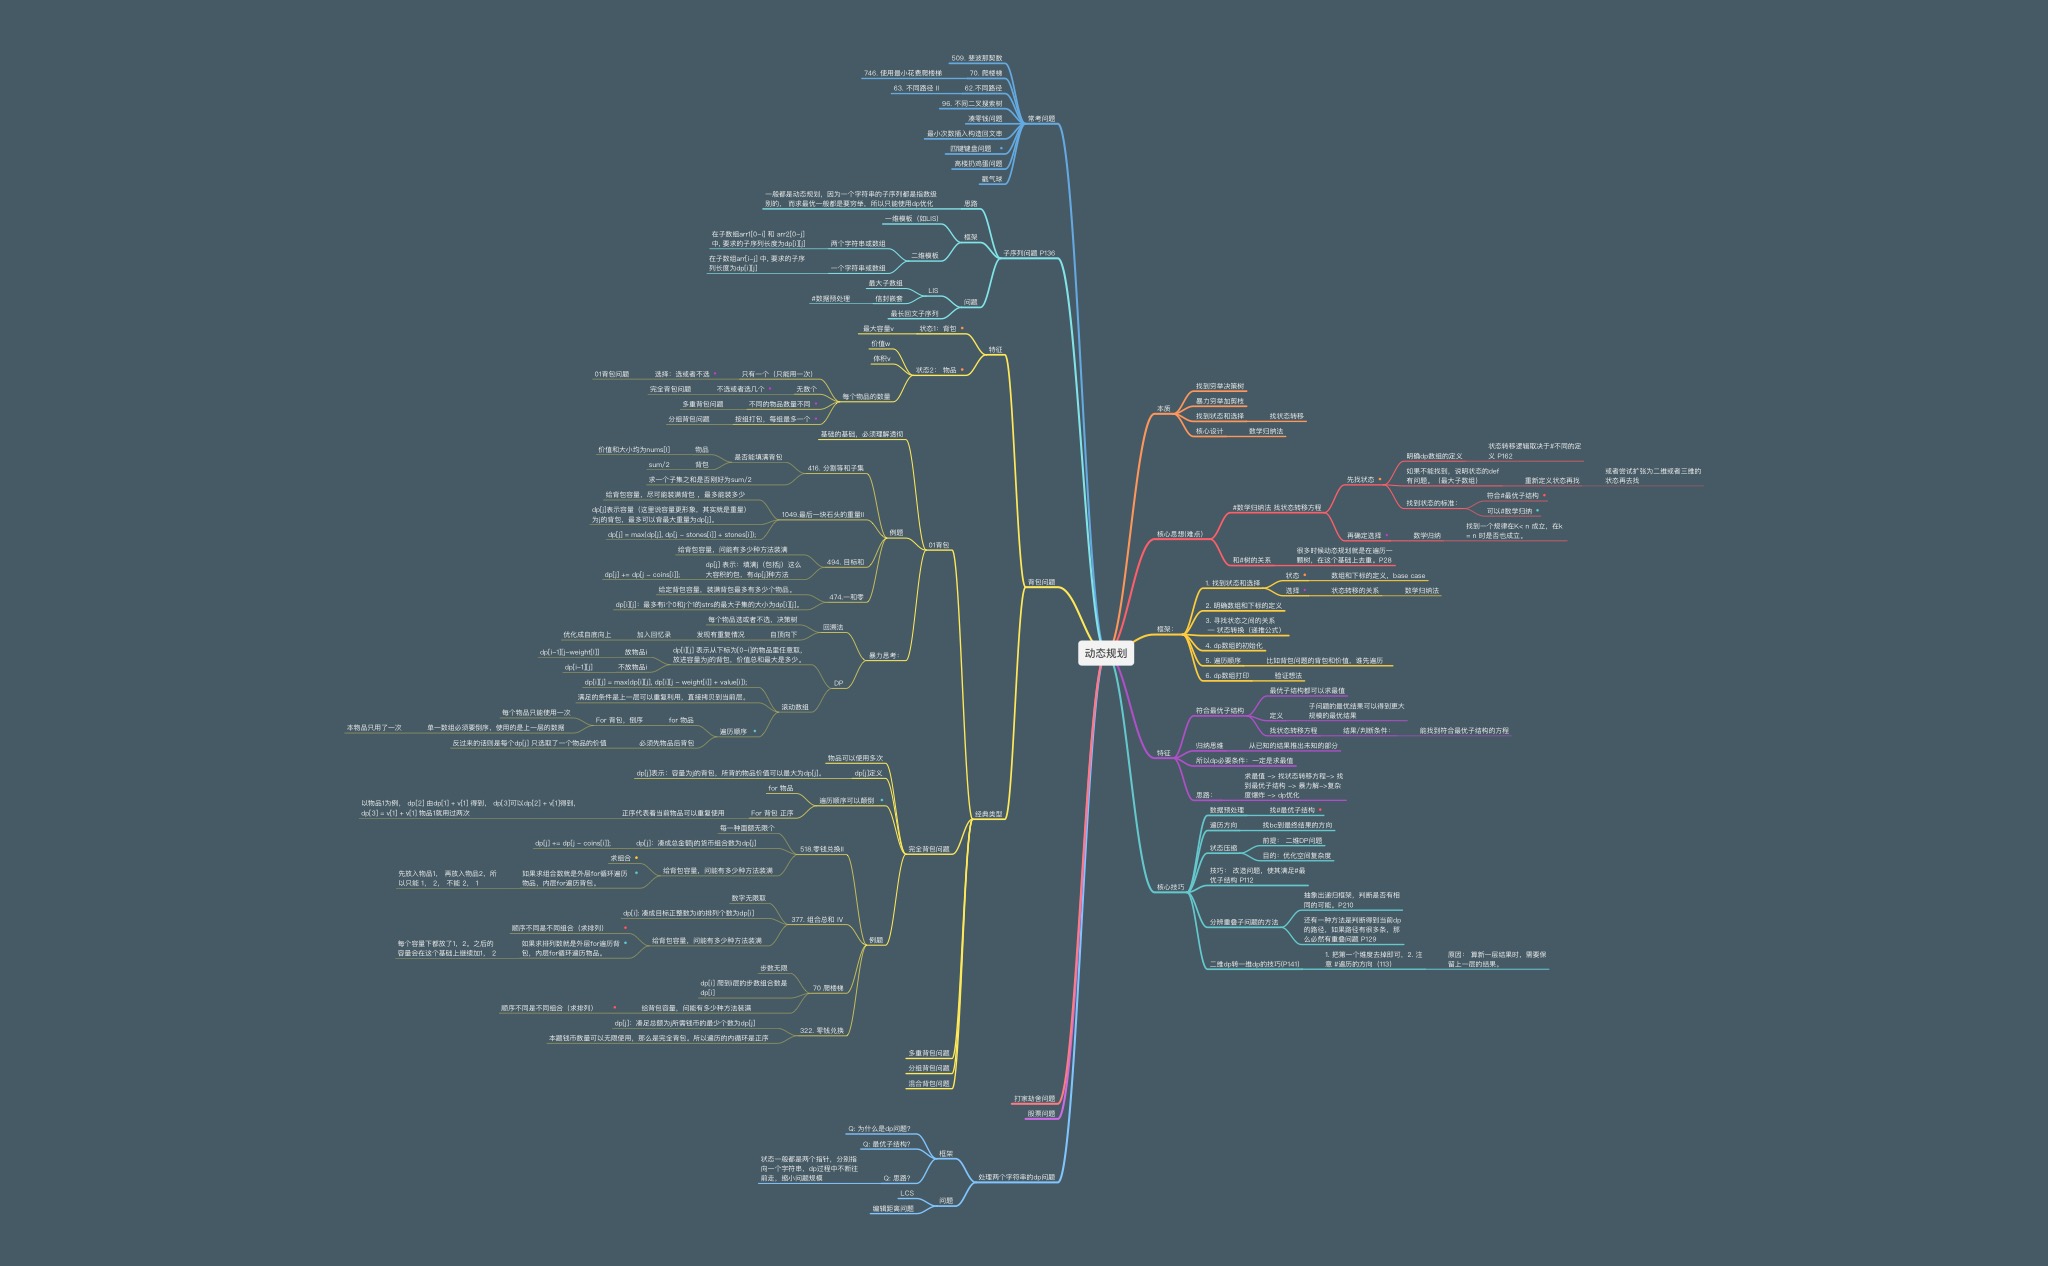 动态规划
本质
找到穷举决策树
暴力穷举加剪枝
找到状态和选择
找状态转移
核心设计
数学归纳法
核心思想(难点)
#数学归纳法 找状态转移方程
先找状态
明确dp数组的定义
状态转移逻辑取决于#不同的定
义 P162
如果不能找到，说明状态的def
有问题。（最大子数组）
重新定义状态再找
或者尝试扩张为二维或者三维的
状态再去找
找到状态的标准：
符合#最优子结构
可以#数学归纳
再确定选择
数学归纳
找到一个规律在K< n 成立，在k
= n 时是否也成立。
和#树的关系
很多时候动态规划就是在遍历一
颗树，在这个基础上去重。P28
框架：
1. 找到状态和选择
状态
数组和下标的定义，base case
选择
状态转移的关系
数学归纳法
2. 明确数组和下标的定义
3. 寻找状态之间的关系
— 状态转换（递推公式）
4. dp数组的初始化
5. 遍历顺序
比如背包问题的背包和价值，谁先遍历
6. dp数组打印
验证想法
特征
符合最优子结构
最优子结构都可以求最值
定义
子问题的最优结果可以得到更大
规模的最优结果
找状态转移方程
结果/判断条件：
能找到符合最优子结构的方程
归纳思维
从已知的结果推出未知的部分
所以dp必要条件：一定是求最值
思路：
求最值 -> 找状态转移方程-> 找
到最优子结构 -> 暴力解->复杂
度爆炸 -> dp优化
核心技巧
数据预处理
找#最优子结构
遍历方向
找bc到最终结果的方向
状态压缩
前提： 二维DP问题
目的：优化空间复杂度
技巧： 改造问题，使其满足#最
优子结构 P112
分辨重叠子问题的方法
抽象出递归框架，判断是否有相
同的可能。P210
还有一种方法是判断得到当前dp
的路径，如果路径有很多条，那
么必然有重叠问题 P129
二维dp转一维dp的技巧(P141)
1. 把第一个维度去掉即可，2. 注
意 #遍历的方向（113）
原因： 算新一层结果时，需要保
留上一层的结果。
常考问题
509. 斐波那契数
70. 爬楼梯
746. 使用最小花费爬楼梯
62.不同路径
63. 不同路径 II
96. 不同二叉搜索树
凑零钱问题
最小次数插入构造回文串
四键键盘问题
高楼扔鸡蛋问题
戳气球
子序列问题 P136
思路
一般都是动态规划，因为一个字符串的子序列都是指数级
别的， 而求最优一般都是要穷举，所以只能使用dp优化
框架
一维模板（如LIS）
二维模板
两个字符串或数组
在子数组arr1[0~i] 和 arr2[0~j]
中, 要求的子序列长度为dp[i][j]
一个字符串或数组
在子数组arr[i~j] 中, 要求的子序
列长度为dp[i][j]
问题
LIS
最大子数组
信封嵌套
#数据预处理
最长回文子序列
背包问题
特征
状态1：背包
最大容量v
状态2： 物品
价值w
体积v
每个物品的数量
只有一个（只能用一次）
选择：选或者不选
01背包问题
无数个
不选或者选几个
完全背包问题
不同的物品数量不同
多重背包问题
按组打包，每组最多一个
分组背包问题
经典类型
01背包
基础的基础，必须理解透彻
例题
416. 分割等和子集
是否能填满背包
物品
价值和大小均为nums[i]
背包
sum/2
求一个子集之和是否刚好为sum/2
1049.最后一块石头的重量II
给背包容量，尽可能装满背包 ，最多能装多少
dp[j]表示容量（这里说容量更形象，其实就是重量）
为j的背包，最多可以背最大重量为dp[j]。
dp[j] = max(dp[j], dp[j - stones[i]] + stones[i]);
494. 目标和
给背包容量，问能有多少种方法装满
dp[j] 表示：填满j（包括j）这么
大容积的包，有dp[j]种方法
dp[j] += dp[j - coins[i]];
474.一和零
给定背包容量，装满背包最多有多少个物品。
dp[i][j]：最多有i个0和j个1的strs的最大子集的大小为dp[i][j]。
暴力思考：
回溯法
每个物品选或者不选，决策树
自顶向下
发现有重复情况
加入回忆录
优化成自底向上
DP
dp[i][j] 表示从下标为[0~i]的物品里任意取，
放进容量为j的背包，价值总和最大是多少。
放物品i
dp[i-1][j-weight[i]]
不放物品i
dp[i-1][j]
滚动数组
dp[i][j] = max(dp[i][j], dp[i][j - weight[i]] + value[i]);
满足的条件是上一层可以重复利用，直接拷贝到当前层。
遍历顺序
for 物品
For 背包，倒序
每个物品只能使用一次
单一数组必须要倒序，使用的是上一层的数据
本物品只用了一次
必须先物品后背包
反过来的话则是每个dp[j] 只选取了一个物品的价值
完全背包问题
物品可以使用多次
dp[j]定义
dp[j]表示：容量为j的背包，所背的物品价值可以最大为dp[j]。
遍历顺序可以颠倒
for 物品
For 背包 正序
正序代表着当前物品可以重复使用
以物品1为例， dp[2] 由dp[1] + v[1] 得到， dp[3]可以dp[2] + v[1]得到，
dp[3] = v[1] + v[1] 物品1就用过两次
例题
518.零钱兑换II
每一种面额无限个
dp[j]：凑成总金额j的货币组合数为dp[j]
dp[j] += dp[j - coins[i]];
给背包容量，问能有多少种方法装满
求组合
如果求组合数就是外层for循环遍历
物品，内层for遍历背包。
先放入物品1， 再放入物品2，所
以只能 1， 2， 不能 2， 1
377. 组合总和 IV
数字无限取
dp[i]: 凑成目标正整数为i的排列个数为dp[i]
给背包容量，问能有多少种方法装满
顺序不同是不同组合（求排列）
如果求排列数就是外层for遍历背
包，内层for循环遍历物品。
每个容量下都放了1，2。之后的
容量会在这个基础上继续加1， 2
70.爬楼梯
步数无限
dp[i] 爬到i层的步数组合数是
dp[i]
给背包容量，问能有多少种方法装满
顺序不同是不同组合（求排列）
322. 零钱兑换
dp[j]：凑足总额为j所需钱币的最少个数为dp[j]
本题钱币数量可以无限使用，那么是完全背包。所以遍历的内循环是正序
多重背包问题
分组背包问题
混合背包问题
打家劫舍问题
股票问题
处理两个字符串的dp问题
框架
Q: 为什么是dp问题?
Q: 最优子结构?
Q: 思路?
状态一般都是两个指针，分别指
向一个字符串，dp过程中不断往
前走，缩小问题规模
问题
LCS
编辑距离问题